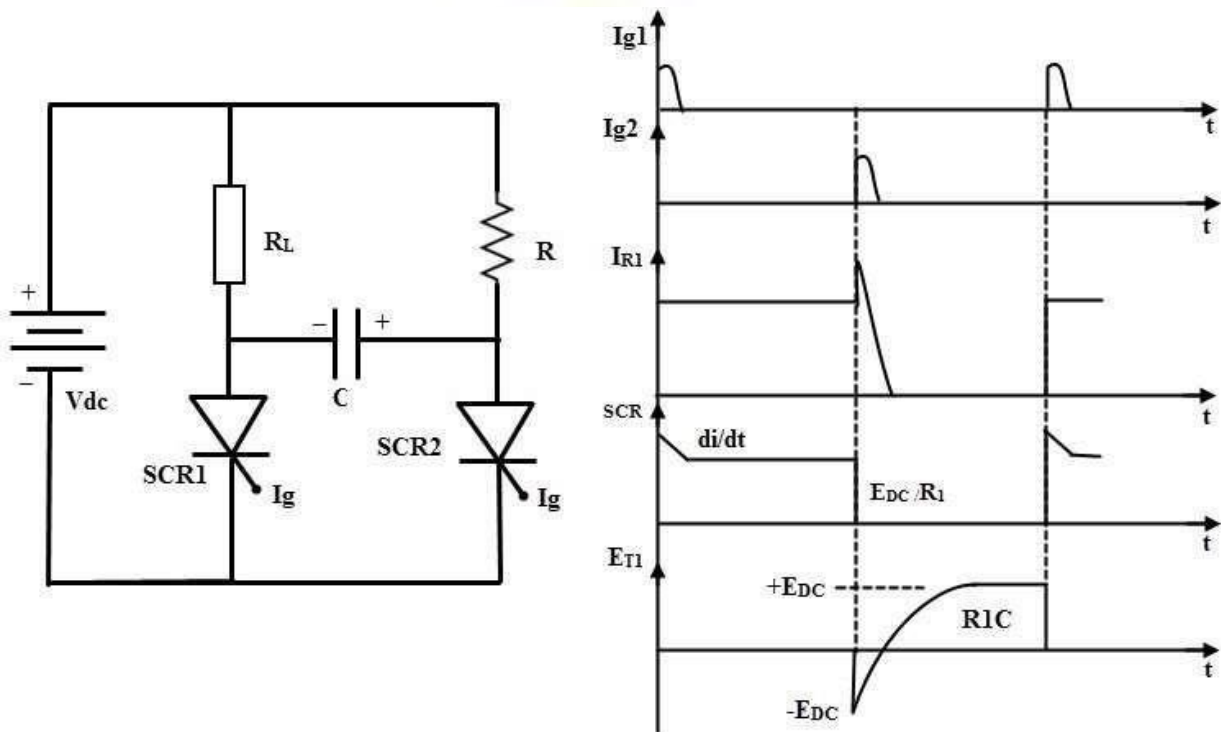 +
−
Vdc
RL
R
−
+
C
SCR1
SCR2
Ig
Ig
Ig1
t
Ig2
t
IR1
t
SCR
di/dt
EDC /R1
t
ET1
+EDC
R1C
t
-EDC